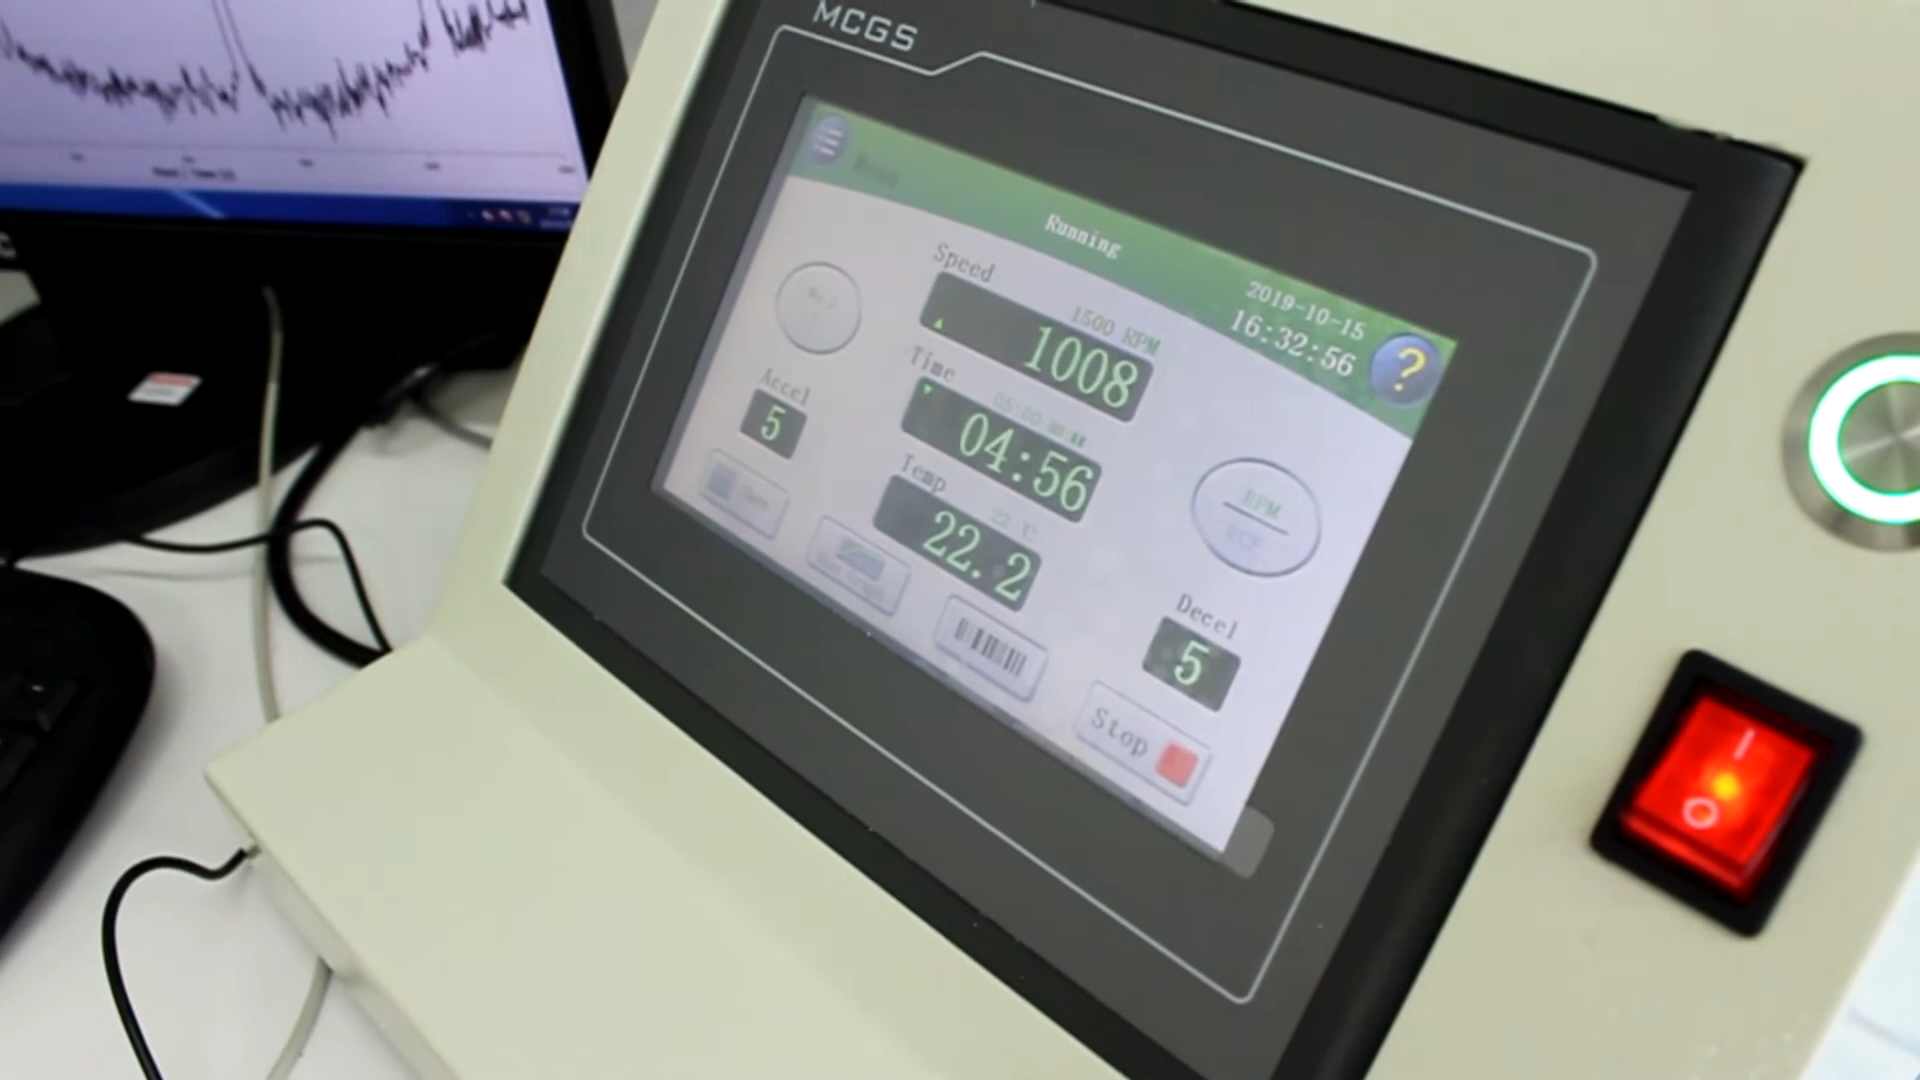 MCGS
Running
2019-10-15
16:32:56
?
Speed
1500 RPM
1008
Time
04:56
Accel
5
Temp
22 ℃
22.2
RPM
Decel
5
Stop